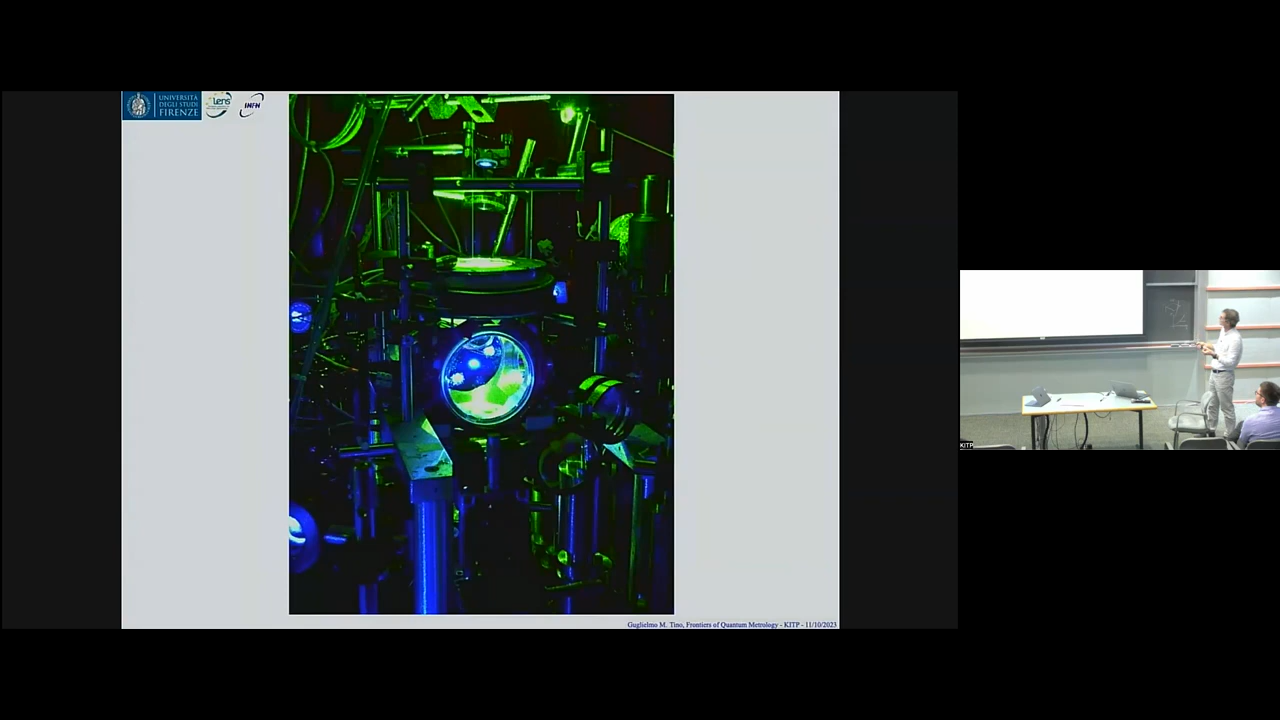 UNIVERSITÀ
DEGLI STUDI
FIRENZE
Lens
INFN
Guglielmo M. Tino, Frontiers of Quantum Metrology - KITP - 11/10/2023
KITP